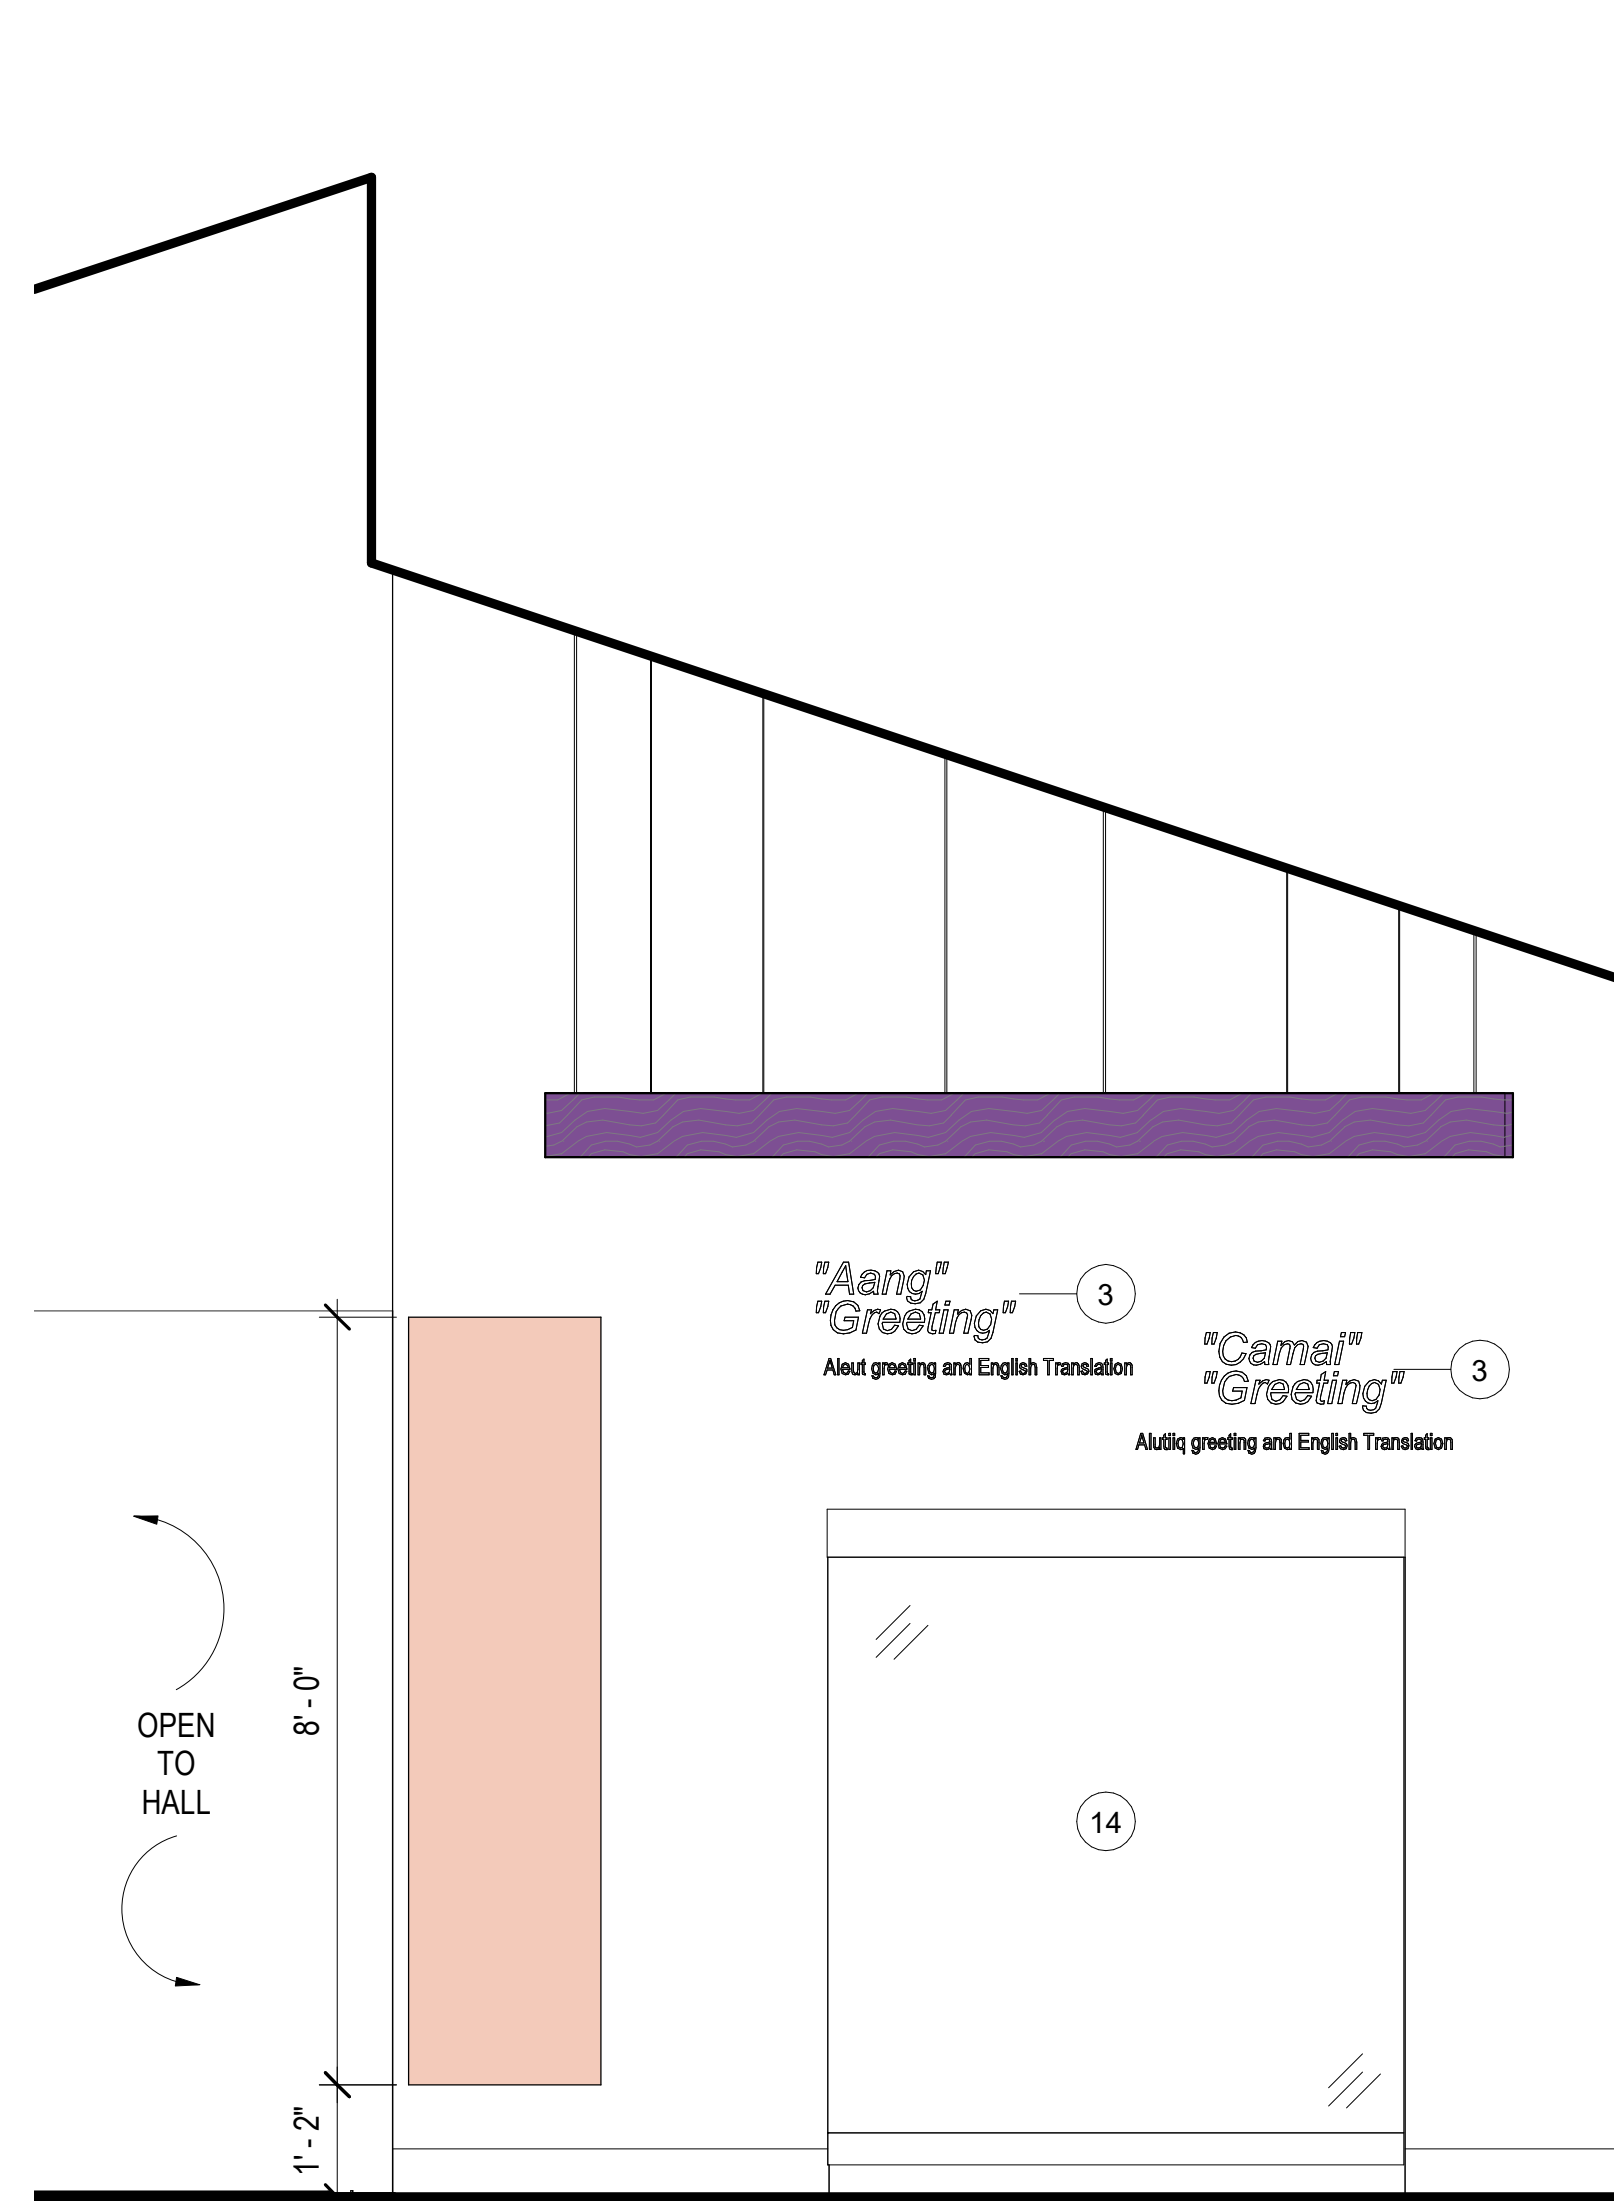 "Aang"
"Greeting"
3
Aleut greeting and English Translation
"Camai"
"Greeting"
3
Alutiiq greeting and English Translation
8' - 0"
OPEN
TO
HALL
14
1' - 2"